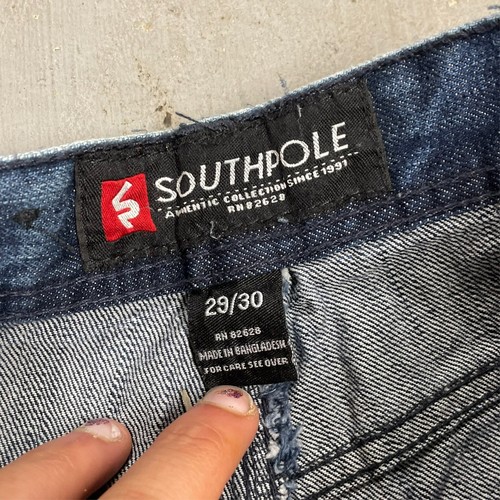 SOUTHPOLE
AUTHENTIC COLLECTION SINCE 1991
RN 82628
29/30
RN 82628
MADE IN BANGLADESH
FOR CARE SEE OVER